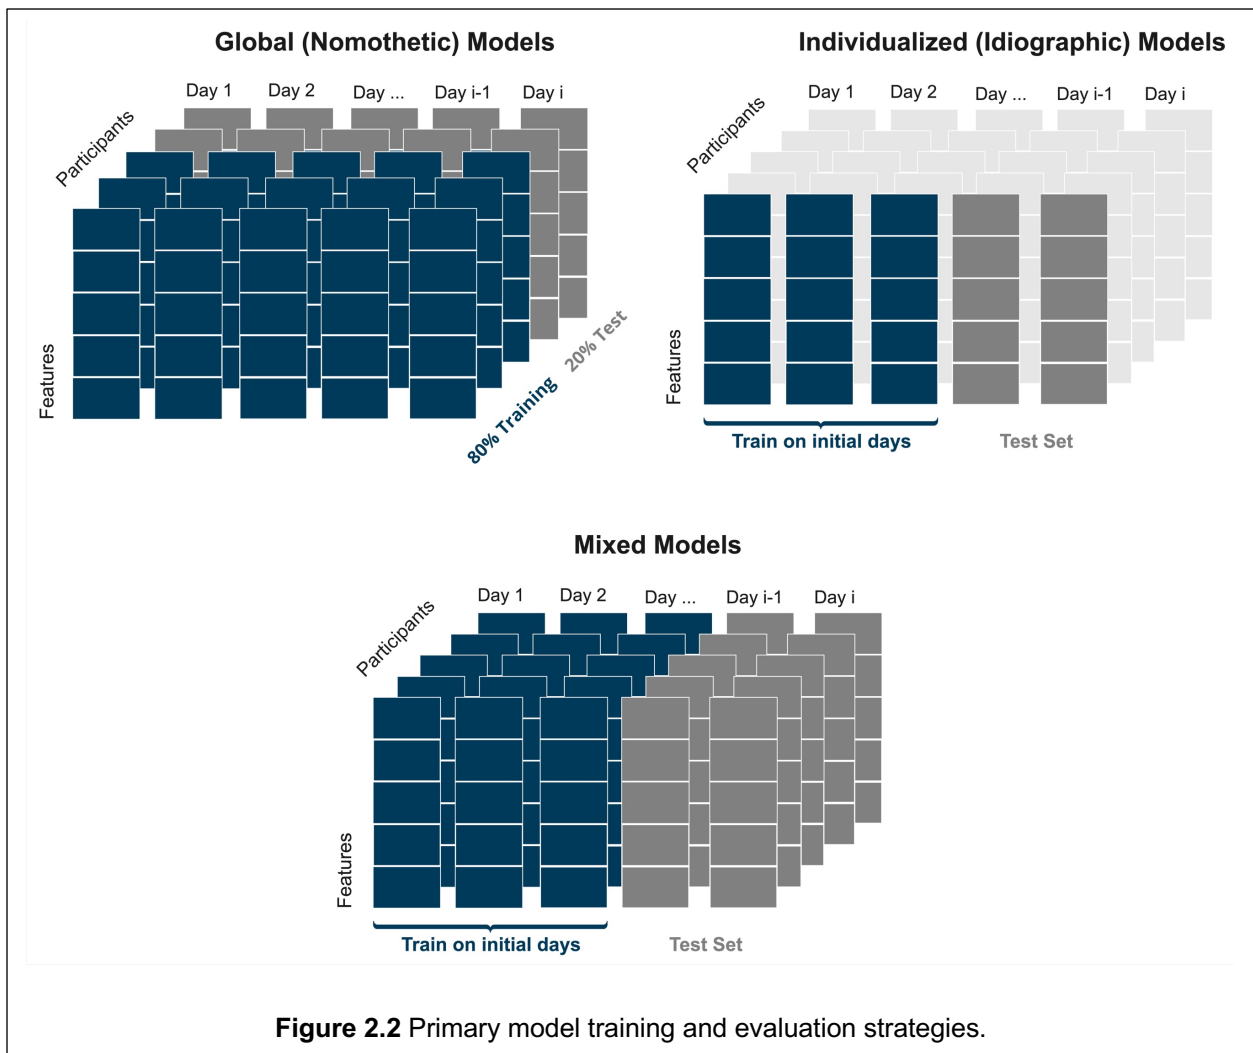 Global (Nomothetic) Models
Day 1 Day 2 Day ... Day i-1 Day i
Participants
Features
80% Training 20% Test
Individualized (Idiographic) Models
Day 1 Day 2 Day ... Day i-1 Day i
Participants
Features
Train on initial days Test Set
Mixed Models
Day 1 Day 2 Day ... Day i-1 Day i
Participants
Features
Train on initial days Test Set
Figure 2.2 Primary model training and evaluation strategies.